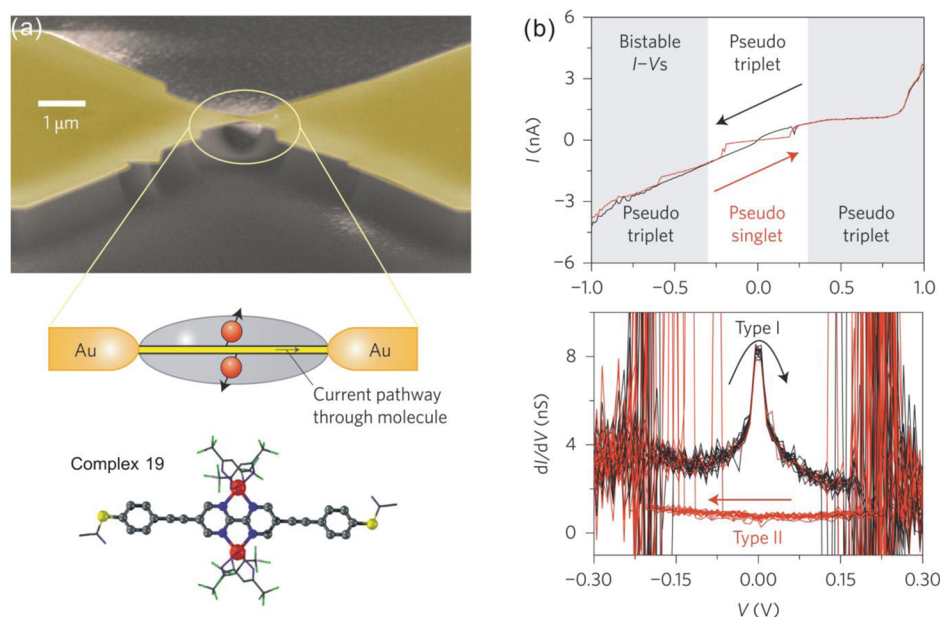 (a)
1 μm
Au
Au
Current pathway
through molecule
Complex 19
(b)
6
3
0
−3
−6
I (nA)
Bistable
I−Vs
Pseudo
triplet
Pseudo
triplet
Pseudo
singlet
Pseudo
triplet
−1.0
−0.5
0.0
0.5
1.0
8
4
0
dI/dV (nS)
Type I
Type II
−0.30
−0.15
0.00
0.15
0.30
V (V)